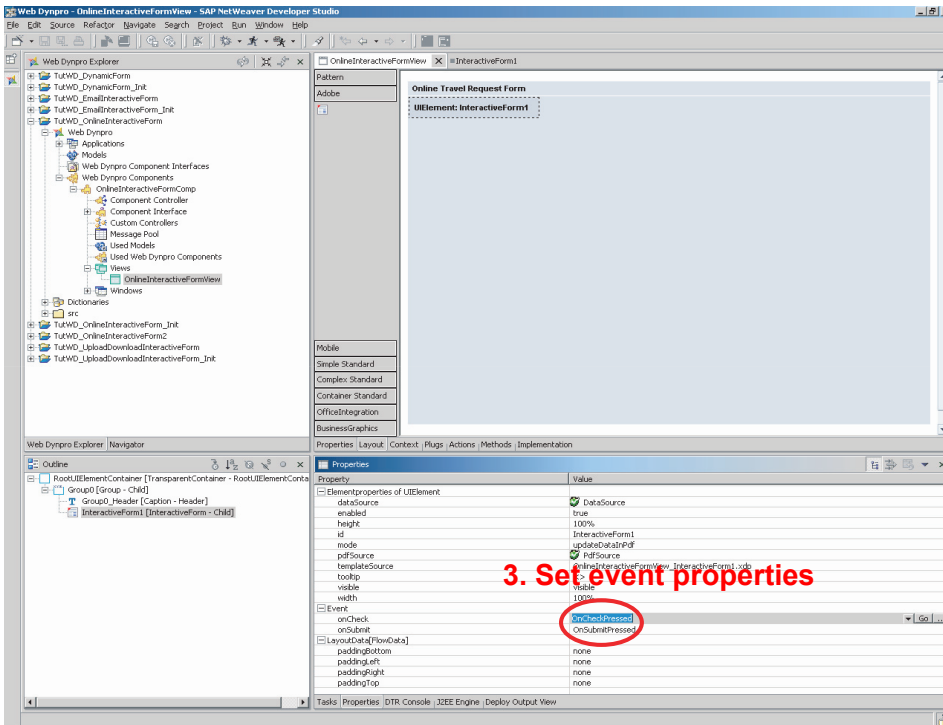 Web Dynpro - OnlineInteractiveFormView - SAP NetWeaver Developer Studio
File Edit Source Refactor Navigate Search Project Run Window Help
Web Dynpro Explorer
TutWD_DynamicForm
TutWD_DynamicForm_Init
TutWD_EmailInteractiveForm
TutWD_EmailInteractiveForm_Init
TutWD_OnlineInteractiveForm
Web Dynpro
Applications
Models
Web Dynpro Component Interfaces
Web Dynpro Components
OnlineInteractiveFormComp
Component Controller
Component Interface
Custom Controllers
Message Pool
Used Models
Used Web Dynpro Components
Views
OnlineInteractiveFormView
Windows
Dictionaries
src
TutWD_OnlineInteractiveForm_Init
TutWD_OnlineInteractiveForm2
TutWD_UploadDownloadInteractiveForm
TutWD_UploadDownloadInteractiveForm_Init
Web Dynpro Explorer Navigator
OnlineInteractiveFormView InteractiveForm1
Pattern
Adobe
Mobile
Simple Standard
Complex Standard
Container Standard
OfficeIntegration
BusinessGraphics
Online Travel Request Form
UIElement: InteractiveForm1
Properties Layout Context Plugs Actions Methods Implementation
Outline
RootUIElementContainer [TransparentContainer - RootUIElementConta
Group0 [Group - Child]
Group0_Header [Caption - Header]
InteractiveForm1 [InteractiveForm - Child]
Properties
Property Value
Elementproperties of UIElement
dataSource DataSource
enabled true
height 100%
id InteractiveForm1
mode updateDataInPdf
pdfSource PdfSource
templateSource OnlineInteractiveFormView_InteractiveForm1.xdp
tooltip <>
visible visible
width 100%
3. Set event properties
Event
onCheck OnCheckPressed Go ...
onSubmit OnSubmitPressed
LayoutData[FlowData]
paddingBottom none
paddingLeft none
paddingRight none
paddingTop none
Tasks Properties DTR Console J2EE Engine Deploy Output View